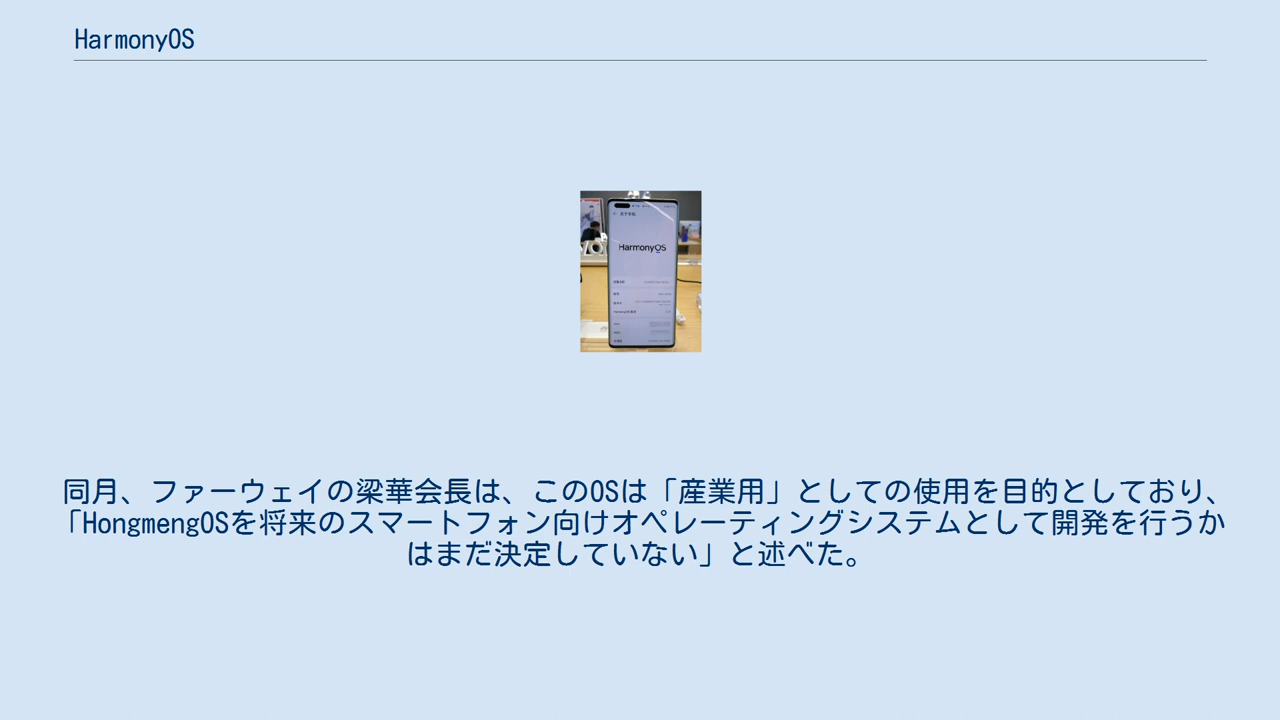 HarmonyOS
HarmonyOS
同月、ファーウェイの梁華会長は、このOSは「産業用」としての使用を目的としており、
「HongmengOSを将来のスマートフォン向けオペレーティングシステムとして開発を行うか
はまだ決定していない」と述べた。